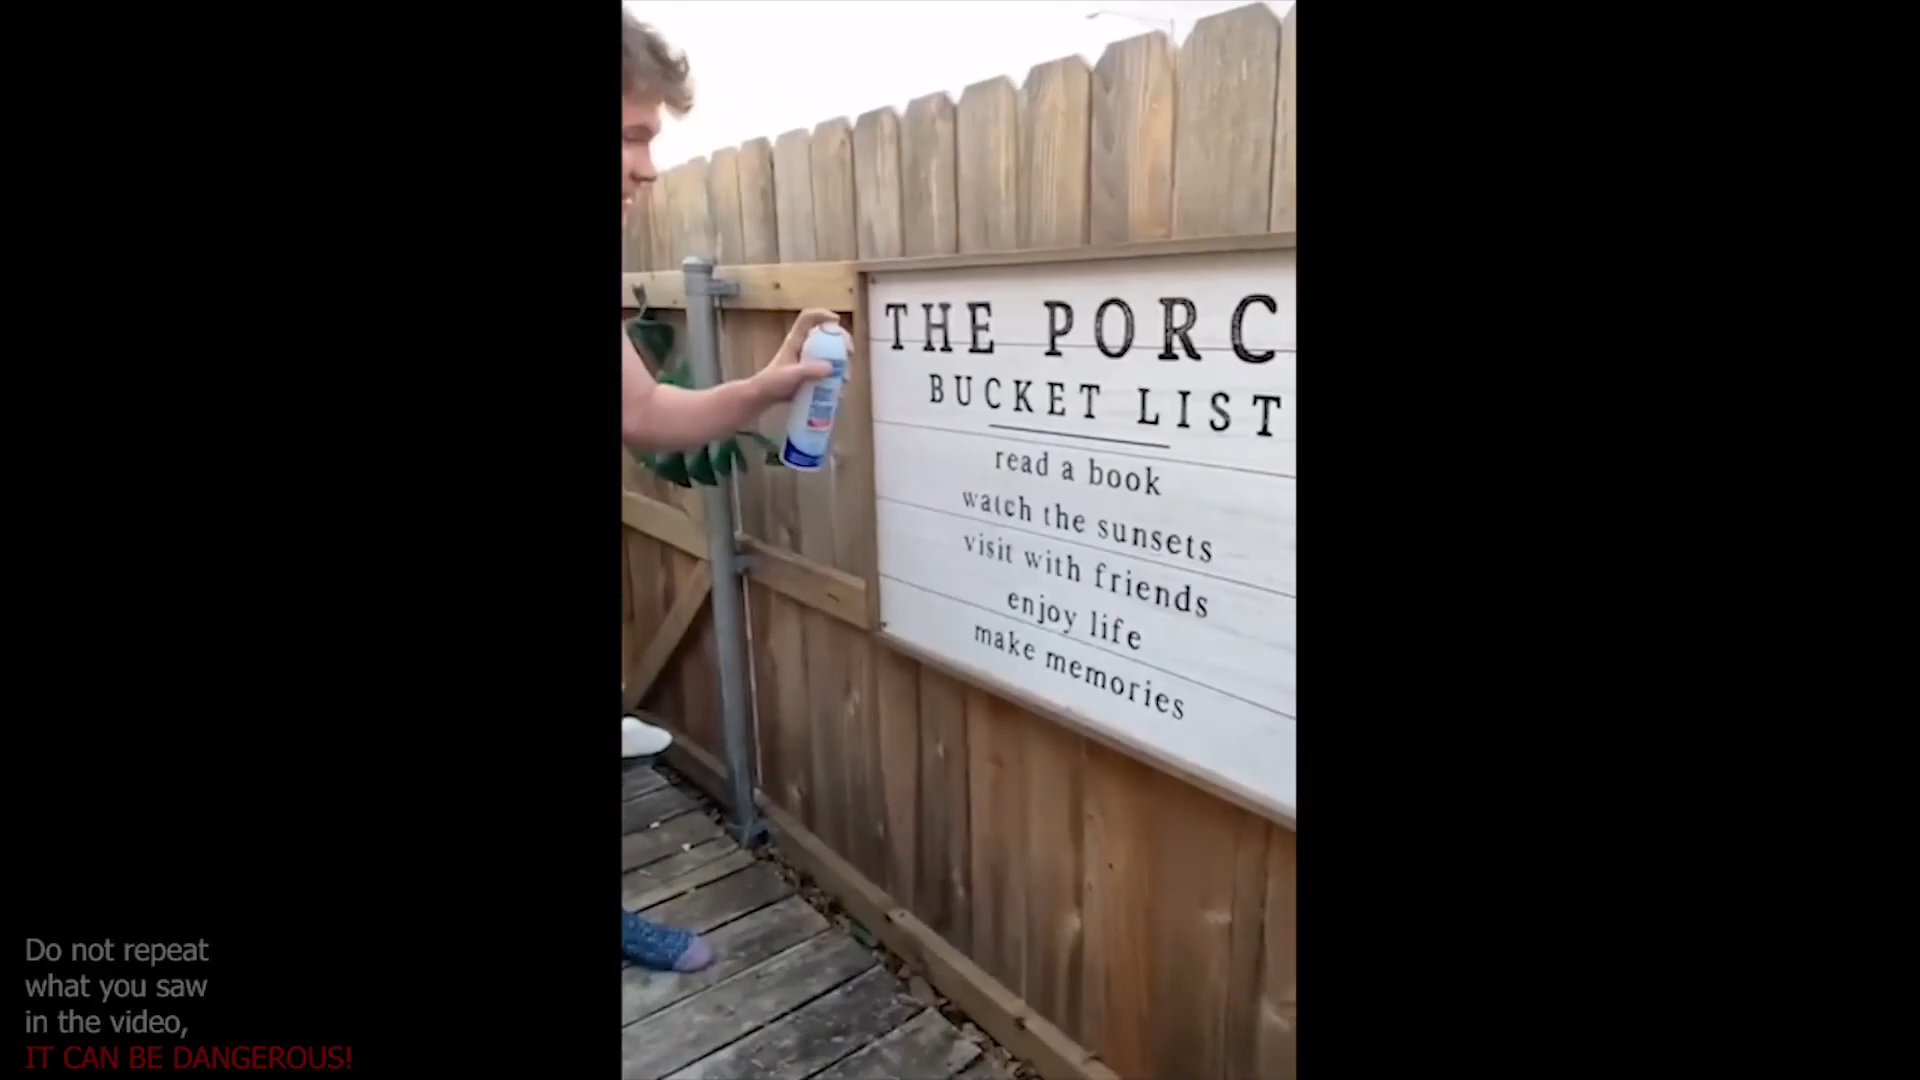 THE PORC
BUCKET LIST
read a book
watch the sunsets
visit with friends
enjoy life
make memories
Do not repeat
what you saw
in the video,
IT CAN BE DANGEROUS!